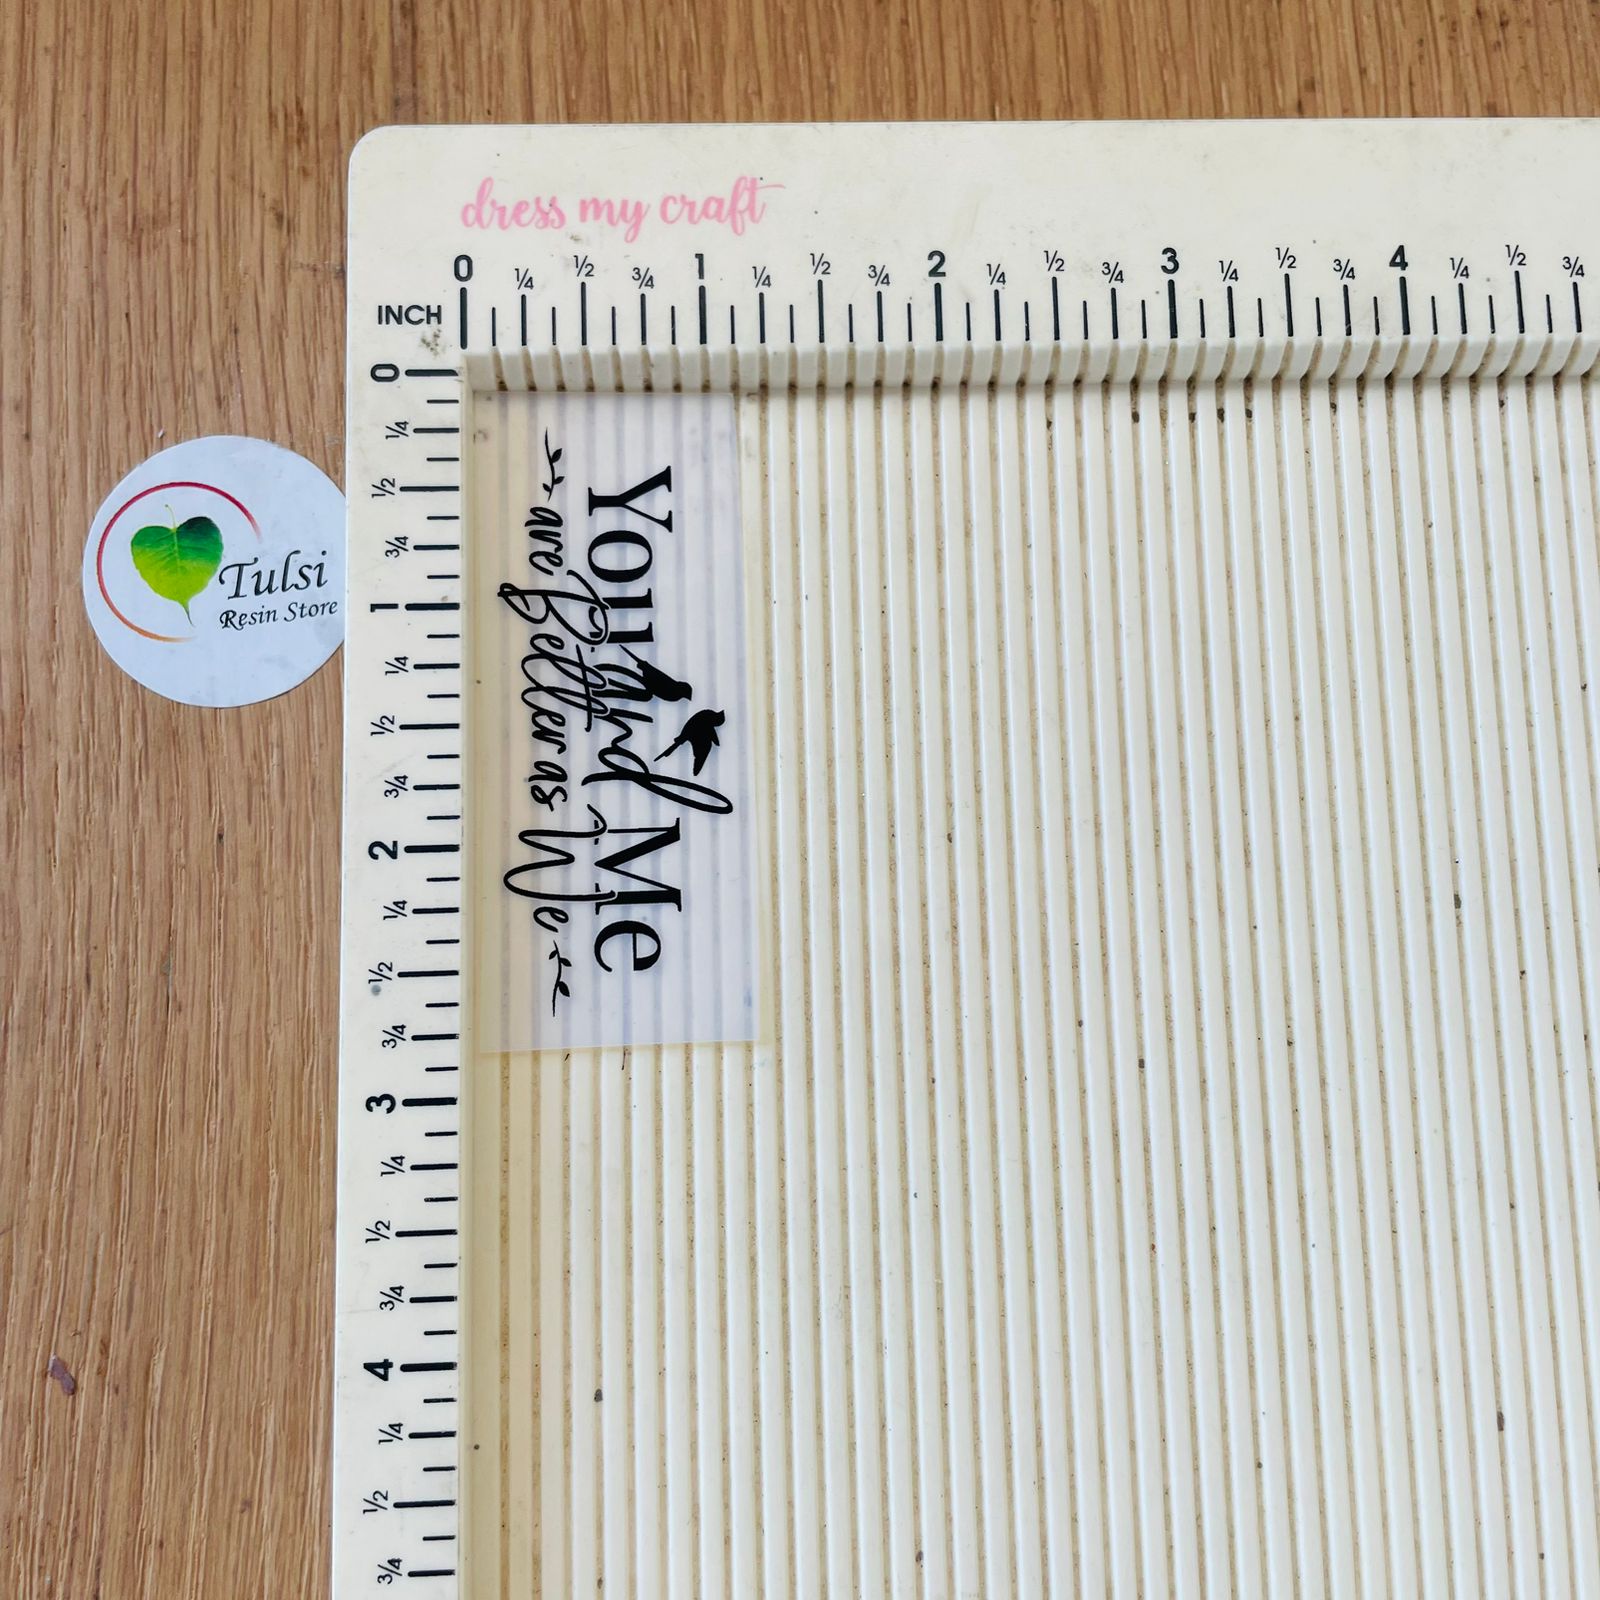 dress my craft
0 ¼ ½ ¾ 1 ¼ ½ ¾ 2 ¼ ½ ¾ 3 ¼ ½ ¾ 4 ¼ ½ ¾
INCH
0 ¼ ½ ¾ 1 ¼ ½ ¾ 2 ¼ ½ ¾ 3 ¼ ½ ¾ 4 ¼ ½ ¾
Tulsi
Resin Store
You and Me
are Better as We